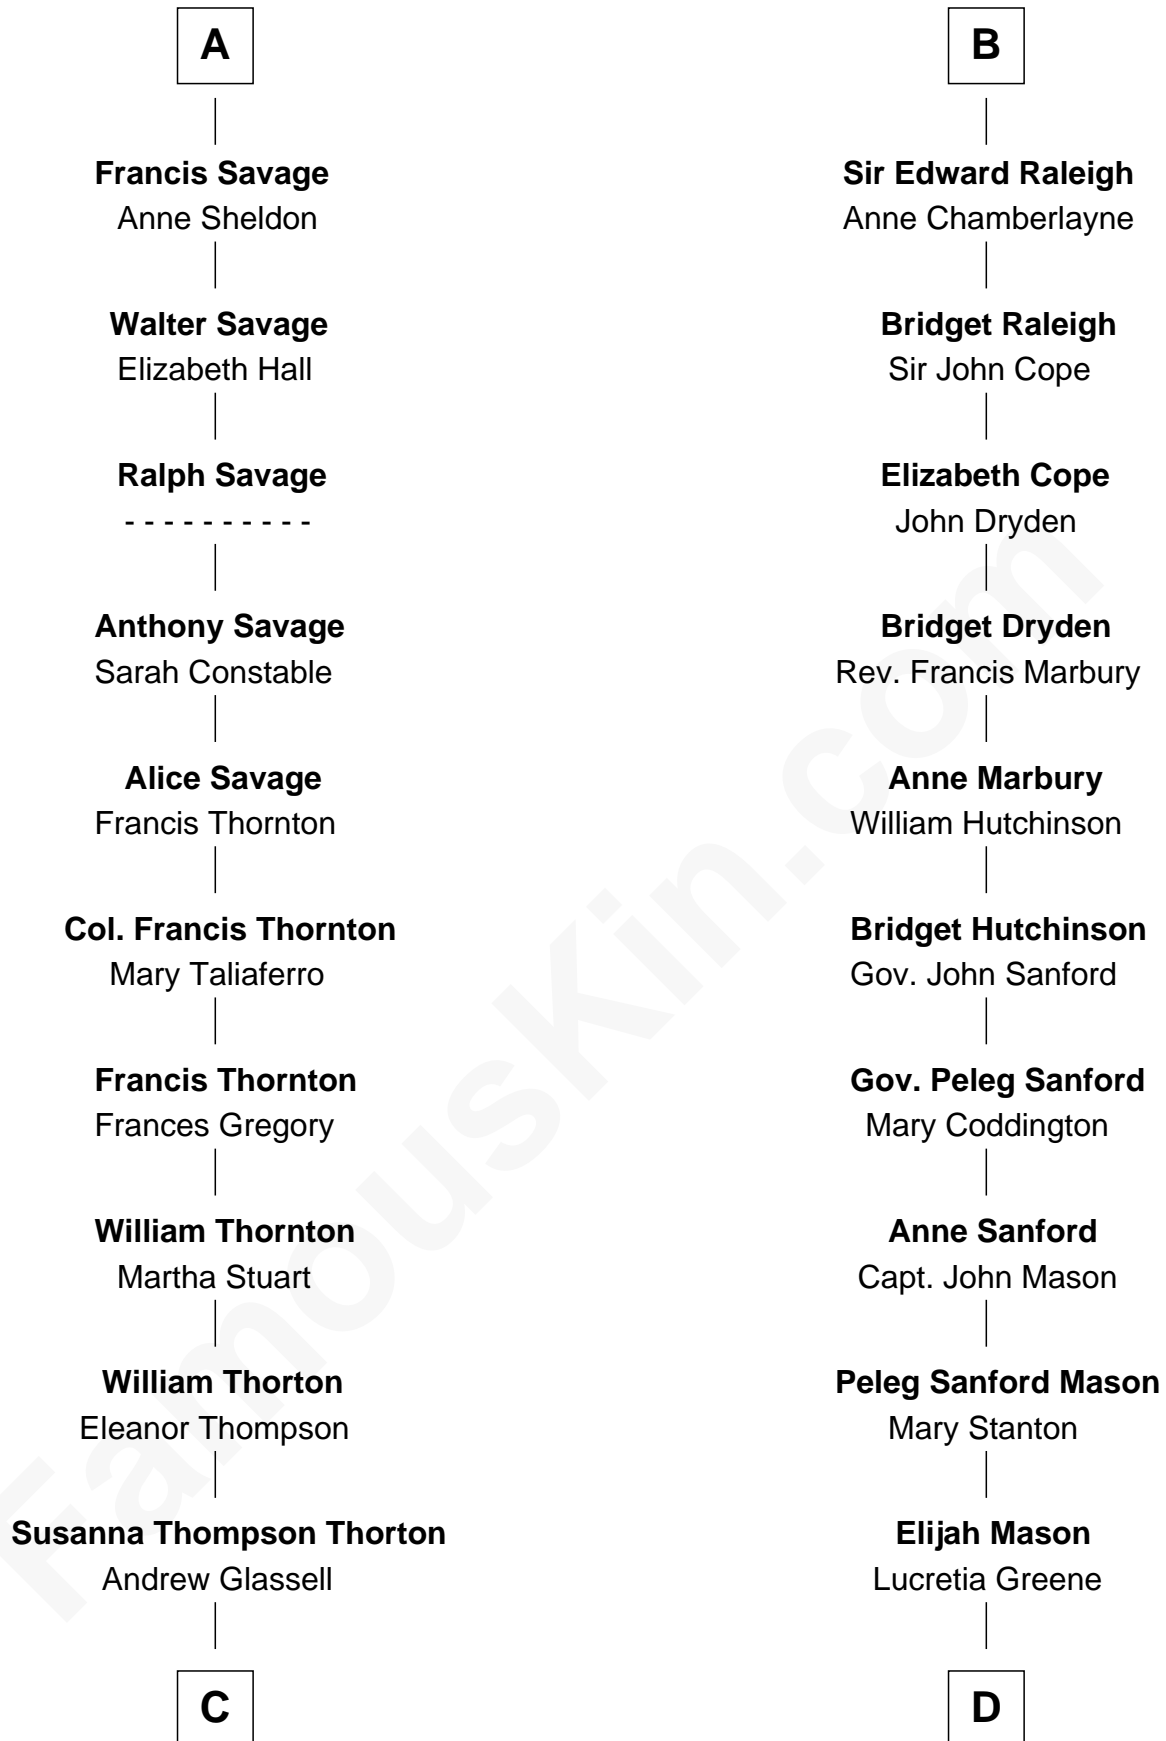 A
Francis Savage
Anne Sheldon
Walter Savage
Elizabeth Hall
Ralph Savage
- - - - - - - - - -
Anthony Savage
Sarah Constable
Alice Savage
Francis Thornton
Col. Francis Thornton
Mary Taliaferro
Francis Thornton
Frances Gregory
William Thornton
Martha Stuart
William Thorton
Eleanor Thompson
Susanna Thompson Thorton
Andrew Glassell
C
B
Sir Edward Raleigh
Anne Chamberlayne
Bridget Raleigh
Sir John Cope
Elizabeth Cope
John Dryden
Bridget Dryden
Rev. Francis Marbury
Anne Marbury
William Hutchinson
Bridget Hutchinson
Gov. John Sanford
Gov. Peleg Sanford
Mary Coddington
Anne Sanford
Capt. John Mason
Peleg Sanford Mason
Mary Stanton
Elijah Mason
Lucretia Greene
D
FamousKin.com